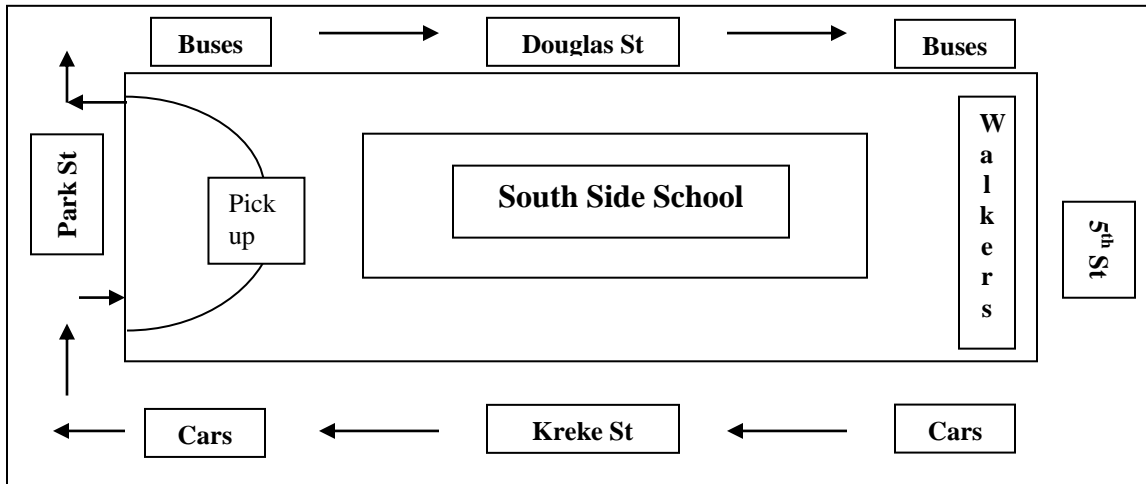 Buses
Douglas St
Buses
Park St
Pick
up
South Side School
Walkers
5th St
Cars
Kreke St
Cars